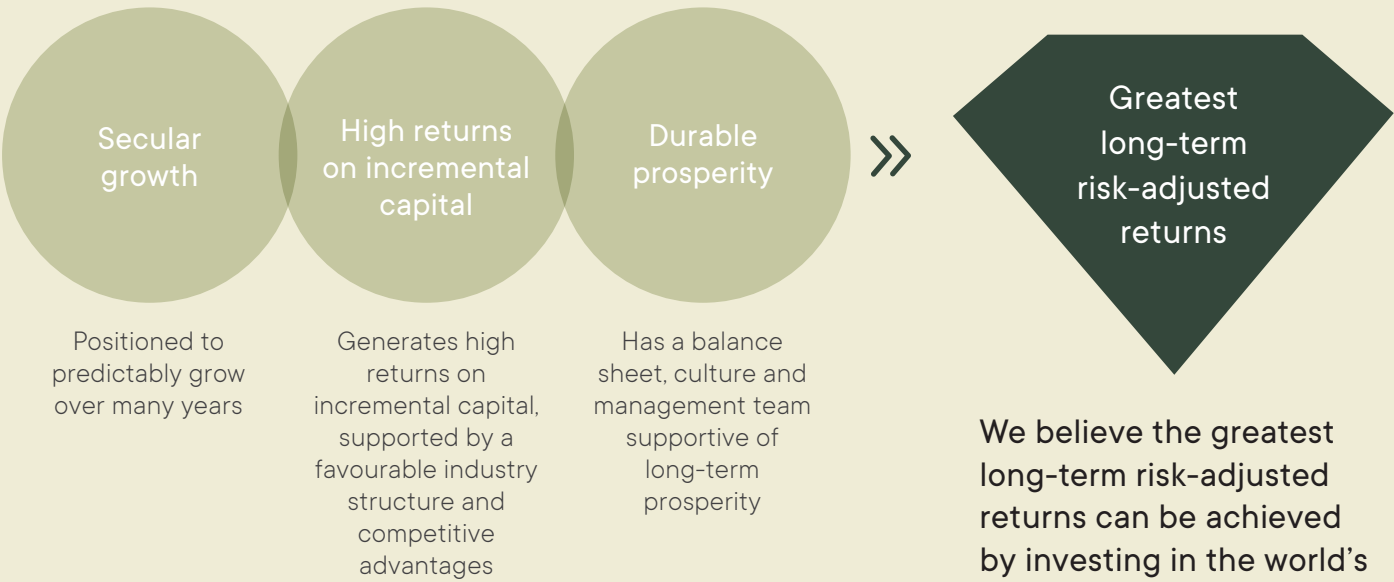 Secular
growth
High returns
on incremental
capital
Durable
prosperity
Greatest
long-term
risk-adjusted
returns
Positioned to
predictably grow
over many years
Generates high
returns on
incremental capital,
supported by a
favourable industry
structure and
competitive
advantages
Has a balance
sheet, culture and
management team
supportive of
long-term
prosperity
We believe the greatest
long-term risk-adjusted
returns can be achieved
by investing in the world’s